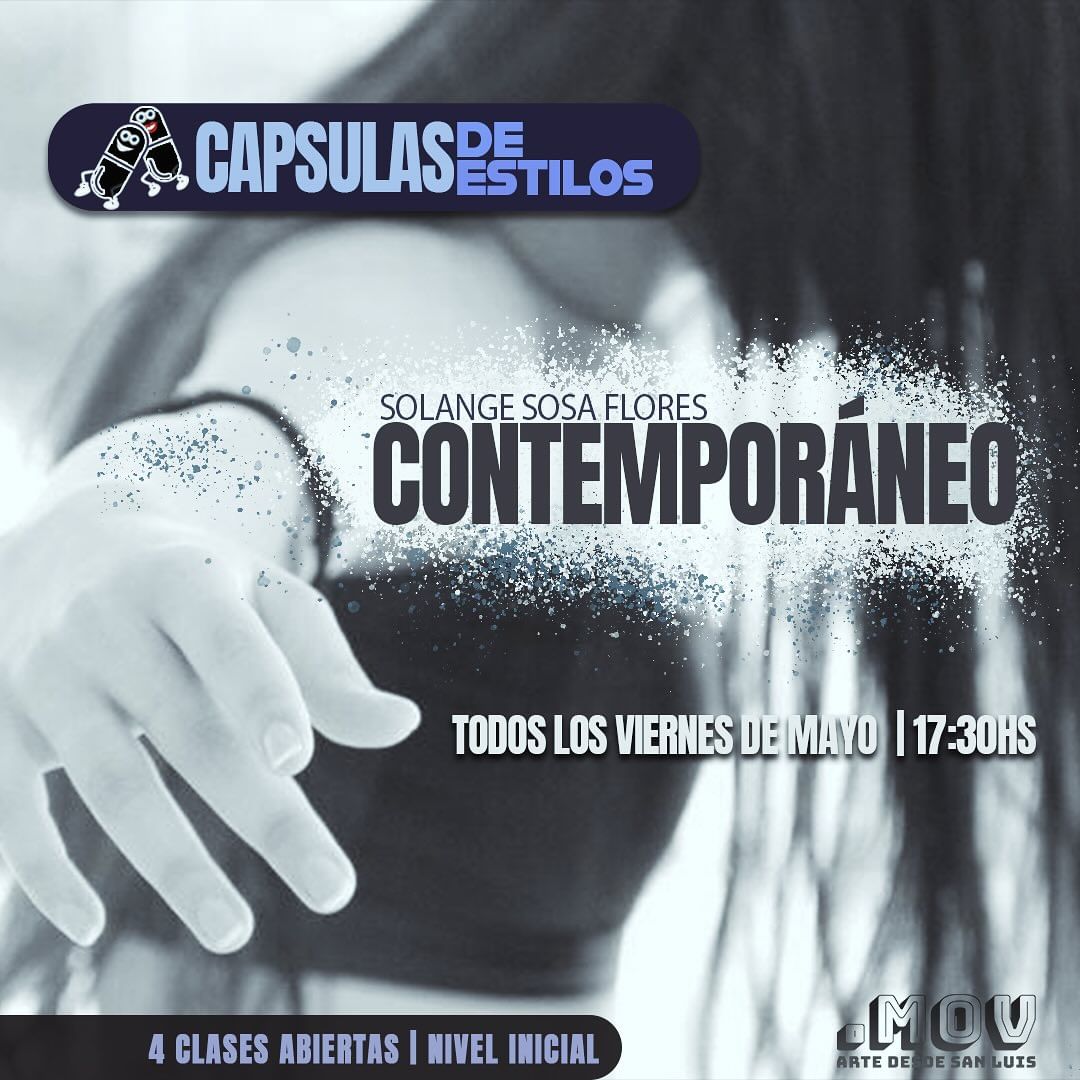 CAPSULAS DE ESTILOS
SOLANGE SOSA FLORES
CONTEMPORÁNEO
TODOS LOS VIERNES DE MAYO | 17:30HS
4 CLASES ABIERTAS | NIVEL INICIAL
.MOV
ARTE DESDE SAN LUIS